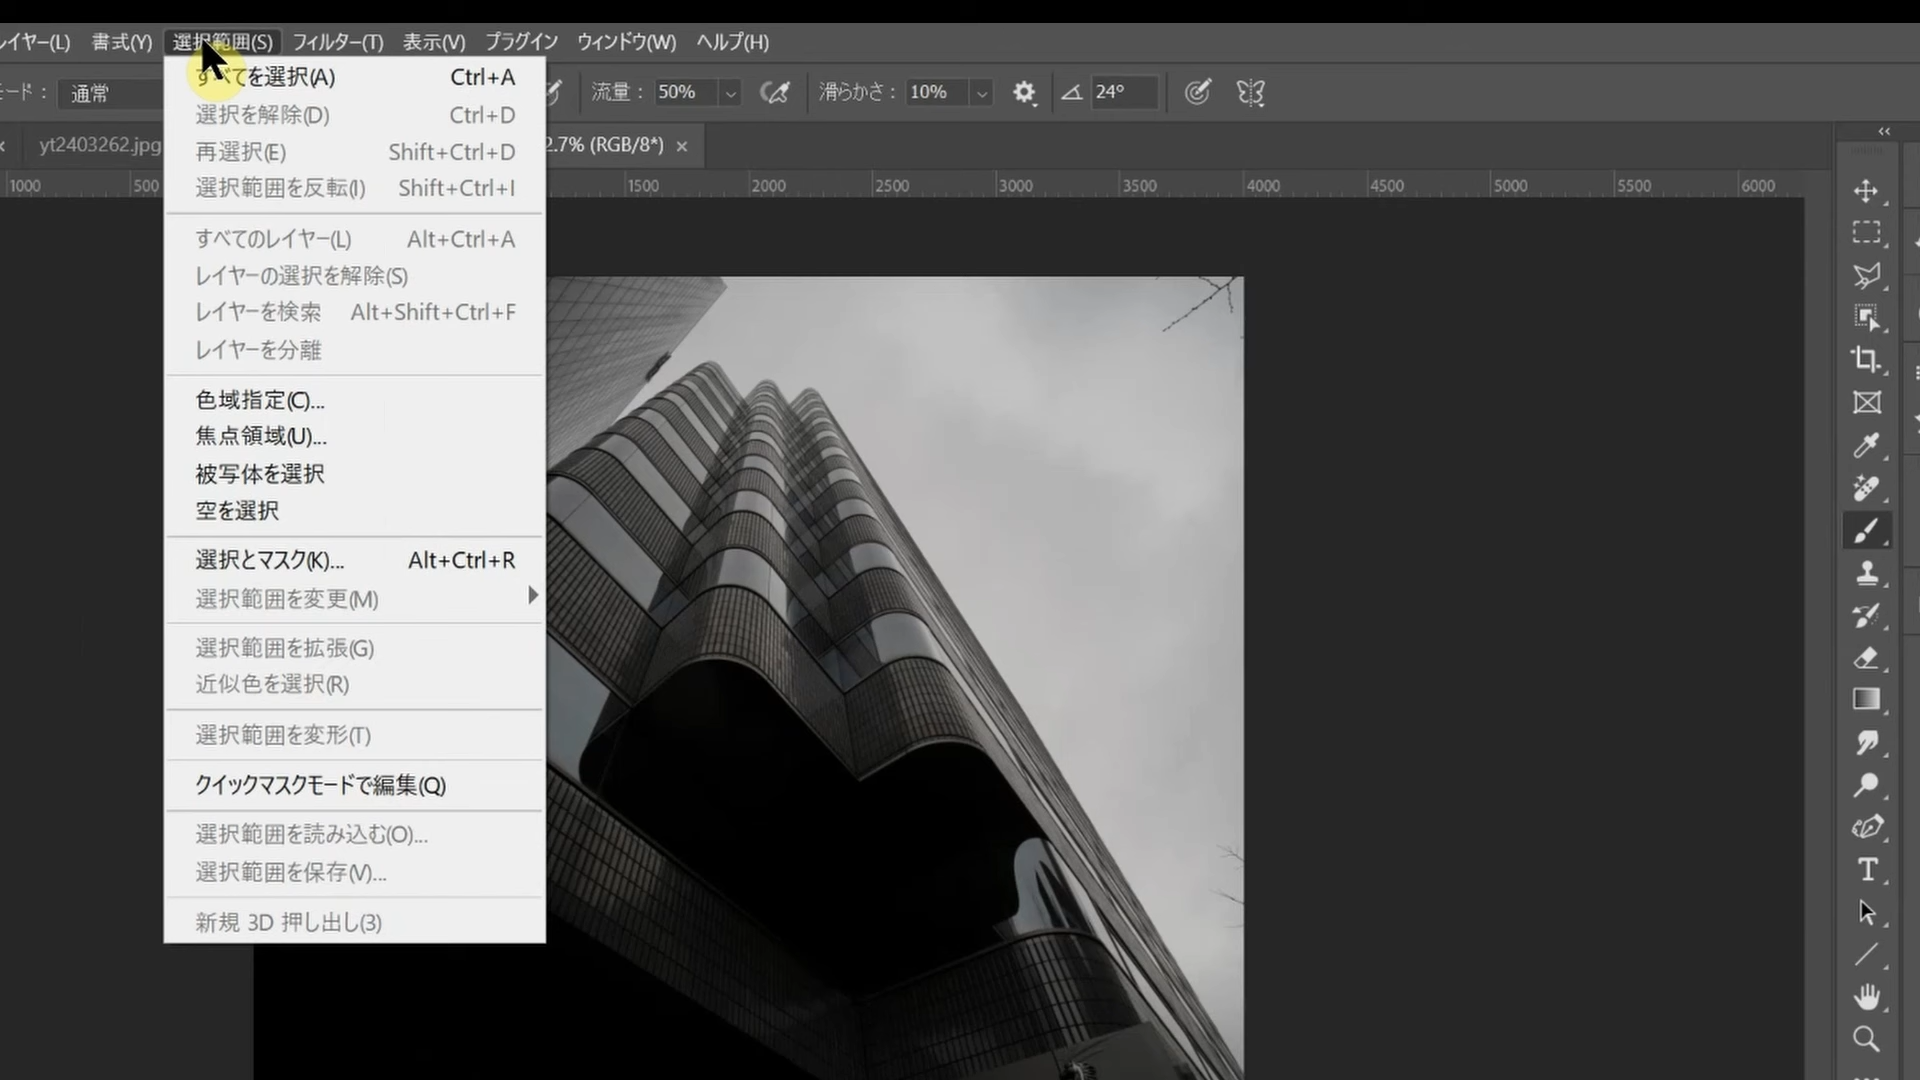 イヤー(L) 書式(Y) 選択範囲(S) フィルター(T) 表示(V) プラグイン ウィンドウ(W) ヘルプ(H)
ード： 通常 流量： 50% 滑らかさ： 10% 24°
yt2403262.jpg 2.7% (RGB/8*) ×
1000 500 1500 2000 2500 3000 3500 4000 4500 5000 5500 6000
すべてを選択(A) Ctrl+A
選択を解除(D) Ctrl+D
再選択(E) Shift+Ctrl+D
選択範囲を反転(I) Shift+Ctrl+I
すべてのレイヤー(L) Alt+Ctrl+A
レイヤーの選択を解除(S)
レイヤーを検索 Alt+Shift+Ctrl+F
レイヤーを分離
色域指定(C)...
焦点領域(U)...
被写体を選択
空を選択
選択とマスク(K)... Alt+Ctrl+R
選択範囲を変更(M)
選択範囲を拡張(G)
近似色を選択(R)
選択範囲を変形(T)
クイックマスクモードで編集(Q)
選択範囲を読み込む(O)...
選択範囲を保存(V)...
新規 3D 押し出し(3)